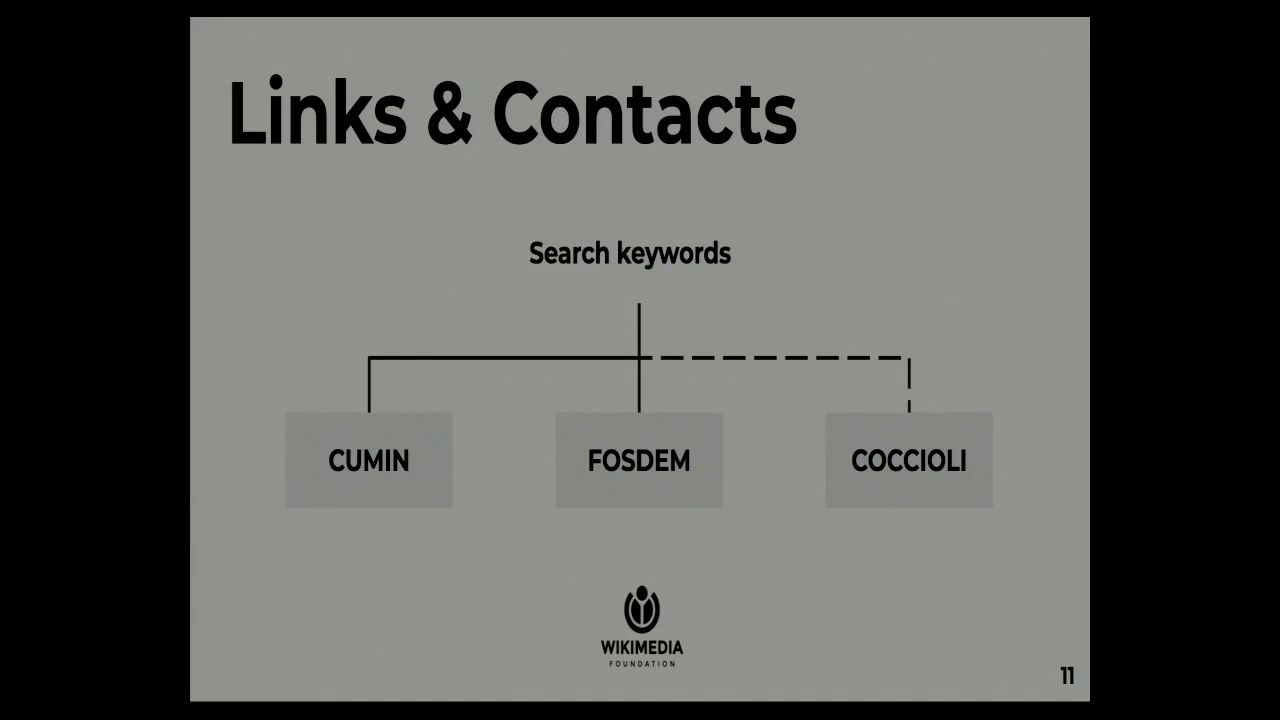 Links & Contacts
Search keywords
CUMIN
FOSDEM
COCCIOLI
WIKIMEDIA
FOUNDATION
11